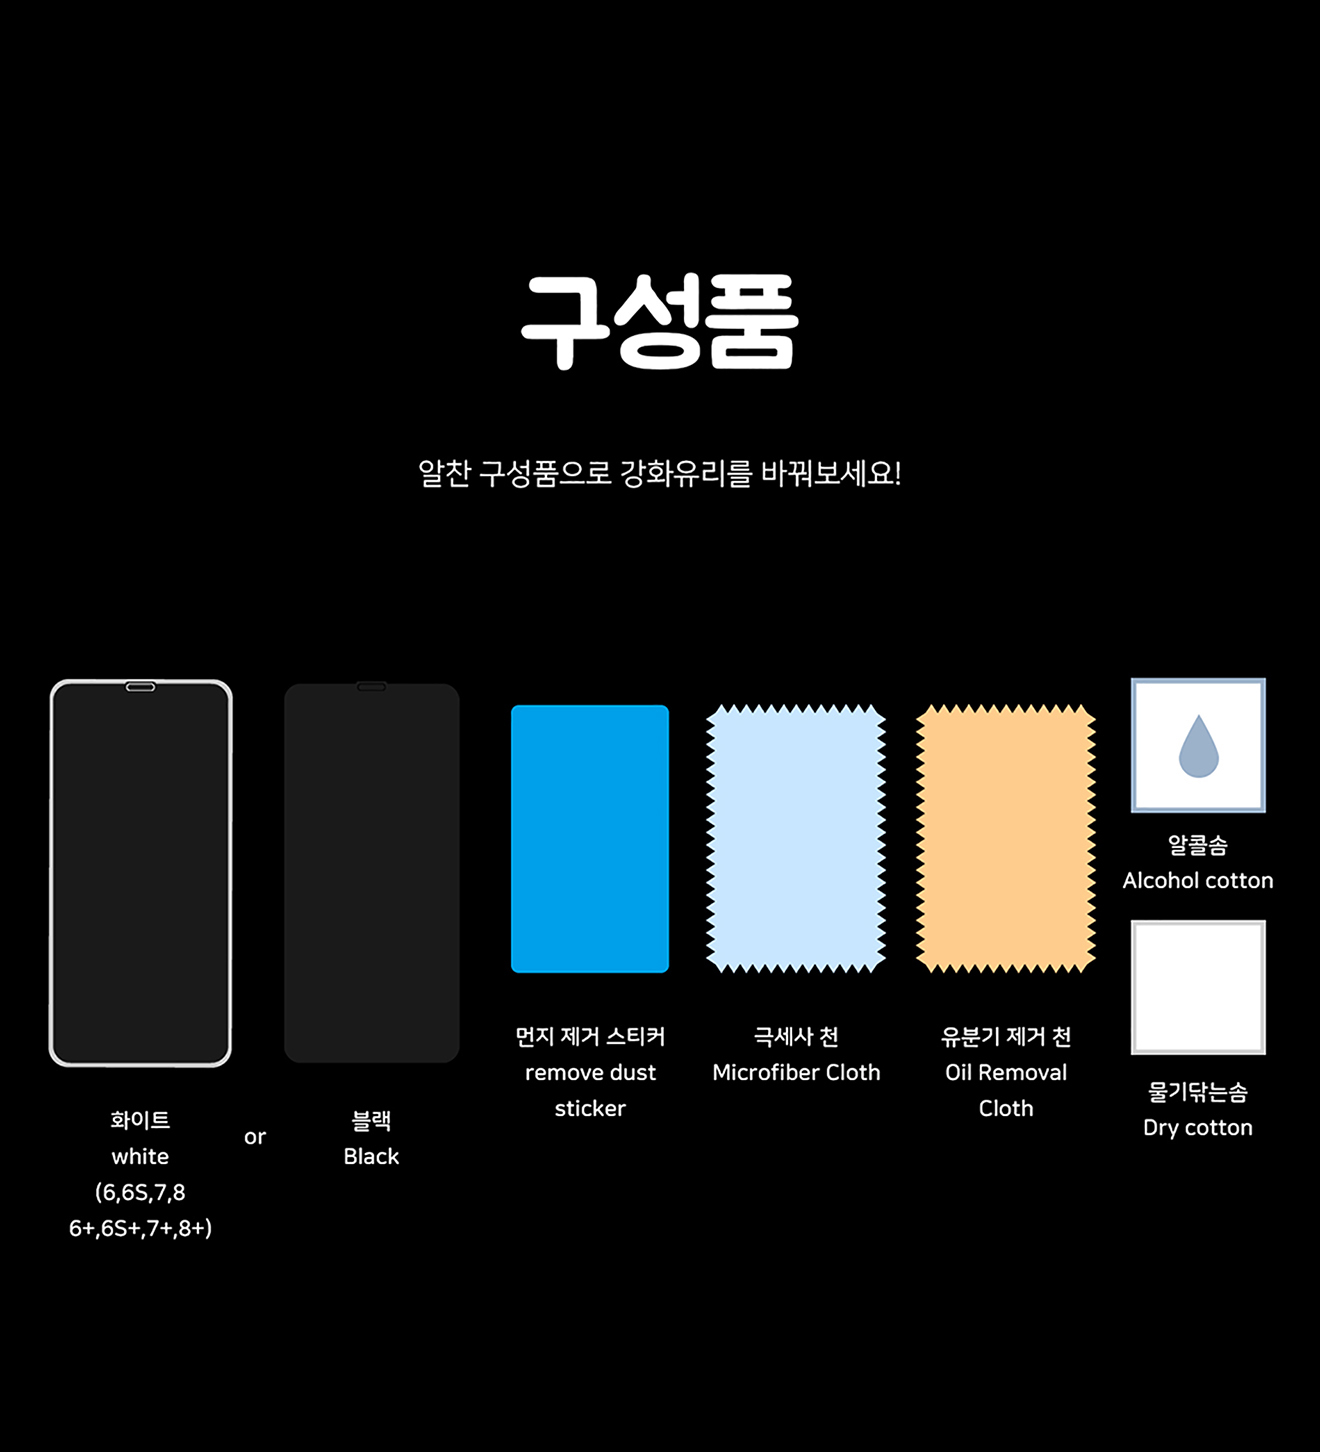 구성품
알찬 구성품으로 강화유리를 바꿔보세요!
화이트
white
(6,6S,7,8
6+,6S+,7+,8+)
or
블랙
Black
먼지 제거 스티커
remove dust
sticker
극세사 천
Microfiber Cloth
유분기 제거 천
Oil Removal
Cloth
알콜솜
Alcohol cotton
물기닦는솜
Dry cotton